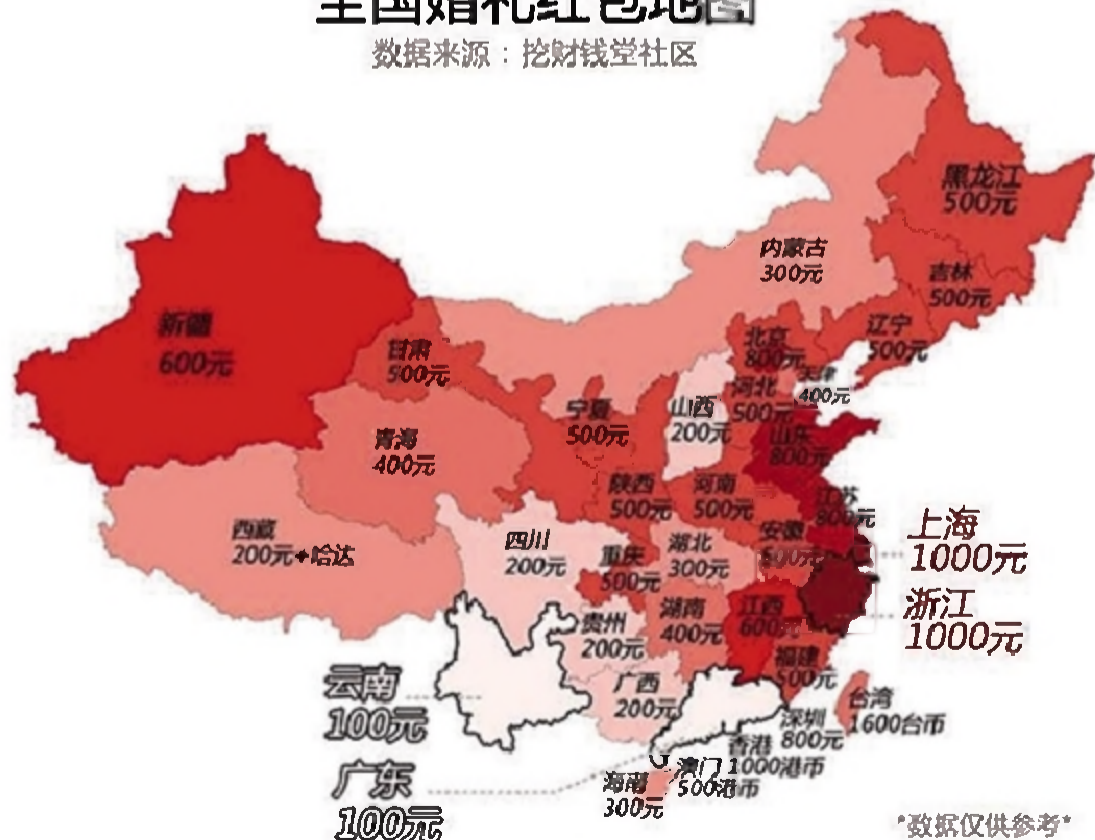 全国婚礼红包地图
数据来源：挖财钱堂社区
黑龙江
500元
内蒙古
300元
吉林
500元
新疆
600元
辽宁
500元
北京
800元
甘肃
500元
天津
400元
河北
500元
山西
200元
宁夏
500元
山东
800元
青海
400元
陕西
500元
河南
500元
江苏
800元
上海
1000元
西藏
200元+哈达
四川
200元
重庆
500元
湖北
300元
安徽
浙江
1000元
贵州
200元
湖南
400元
江西
600元
福建
500元
云南
100元
广西
200元
台湾
1600台币
深圳
800元
香港
1000港币
澳门
500港币
广东
100元
海南
300元
*数据仅供参考*